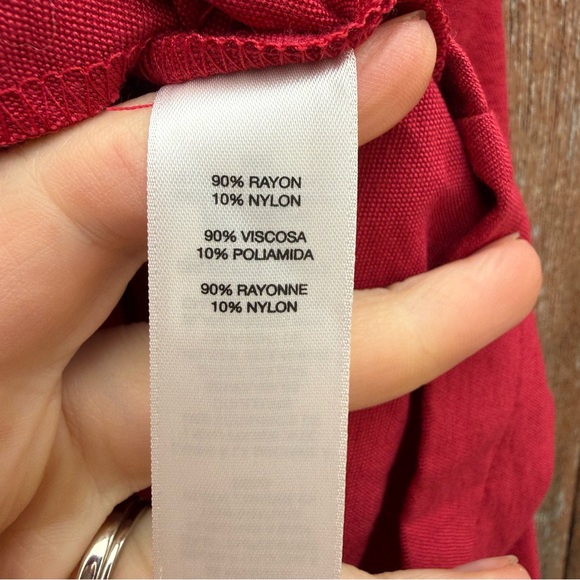 90% RAYON
10% NYLON
90% VISCOSA
10% POLIAMIDA
90% RAYONNE
10% NYLON